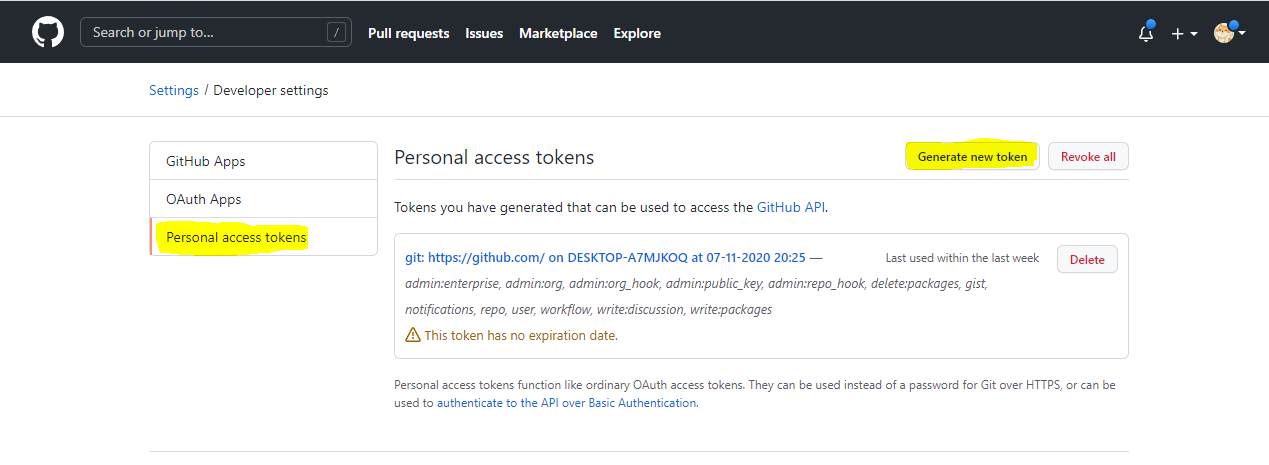 Search or jump to... / Pull requests Issues Marketplace Explore
Settings / Developer settings
GitHub Apps
OAuth Apps
Personal access tokens
Personal access tokens Generate new token Revoke all
Tokens you have generated that can be used to access the GitHub API.
git: https://github.com/ on DESKTOP-A7MJKOQ at 07-11-2020 20:25 — Last used within the last week Delete
admin:enterprise, admin:org, admin:org_hook, admin:public_key, admin:repo_hook, delete:packages, gist,
notifications, repo, user, workflow, write:discussion, write:packages
This token has no expiration date.
Personal access tokens function like ordinary OAuth access tokens. They can be used instead of a password for Git over HTTPS, or can be
used to authenticate to the API over Basic Authentication.